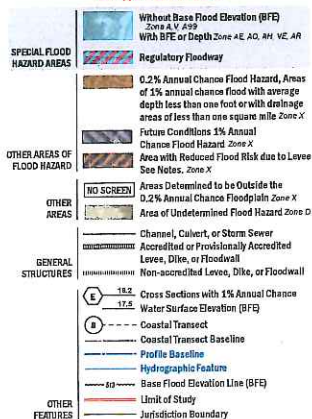 Without Base Flood Elevation (BFE)
Zone A, V, A99
With BFE or Depth Zone AE, AO, AH, VE, AR
SPECIAL FLOOD
HAZARD AREAS
Regulatory Floodway
0.2% Annual Chance Flood Hazard, Areas
of 1% annual chance flood with average
depth less than one foot or with drainage
areas of less than one square mile Zone X
Future Conditions 1% Annual
Chance Flood Hazard Zone X
OTHER AREAS OF
FLOOD HAZARD
Area with Reduced Flood Risk due to Levee
See Notes. Zone X
NO SCREEN
Areas Determined to be Outside the
0.2% Annual Chance Floodplain Zone X
OTHER
AREAS
Area of Undetermined Flood Hazard Zone D
Channel, Culvert, or Storm Sewer
GENERAL
STRUCTURES
Accredited or Provisionally Accredited
Levee, Dike, or Floodwall
Non-accredited Levee, Dike, or Floodwall
E 18.2 Cross Sections with 1% Annual Chance
17.5 Water Surface Elevation (BFE)
8 Coastal Transect
Coastal Transect Baseline
Profile Baseline
Hydrographic Feature
513 Base Flood Elevation Line (BFE)
OTHER
FEATURES
Limit of Study
Jurisdiction Boundary